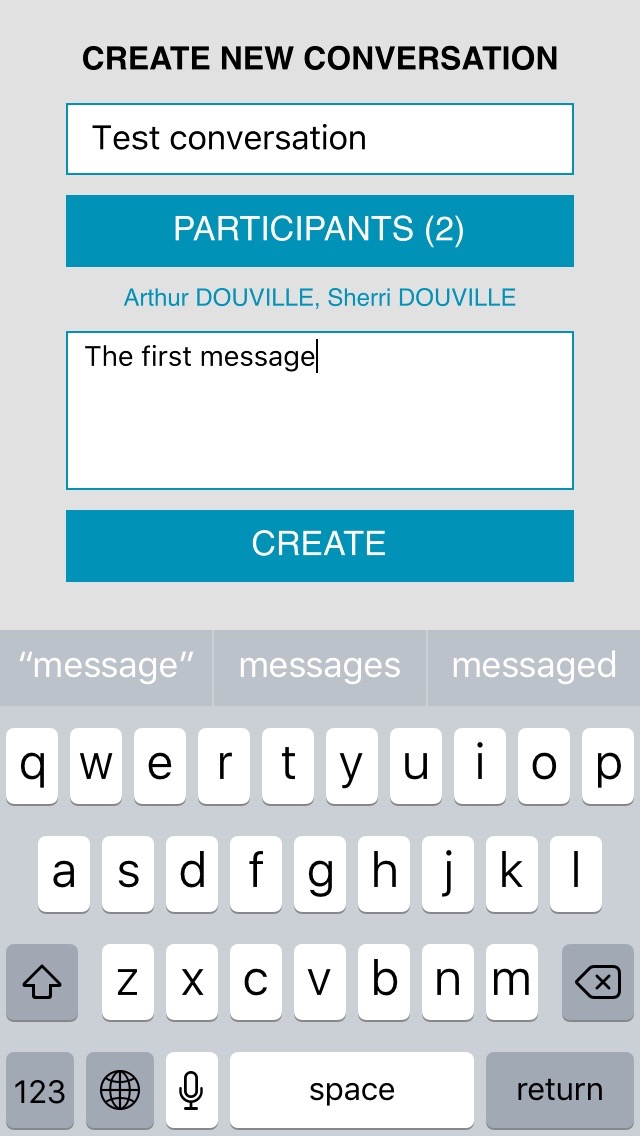 CREATE NEW CONVERSATION
Test conversation
PARTICIPANTS (2)
Arthur DOUVILLE, Sherri DOUVILLE
The first message
CREATE
“message” messages messaged
q w e r t y u i o p
a s d f g h j k l
z x c v b n m
123 space return